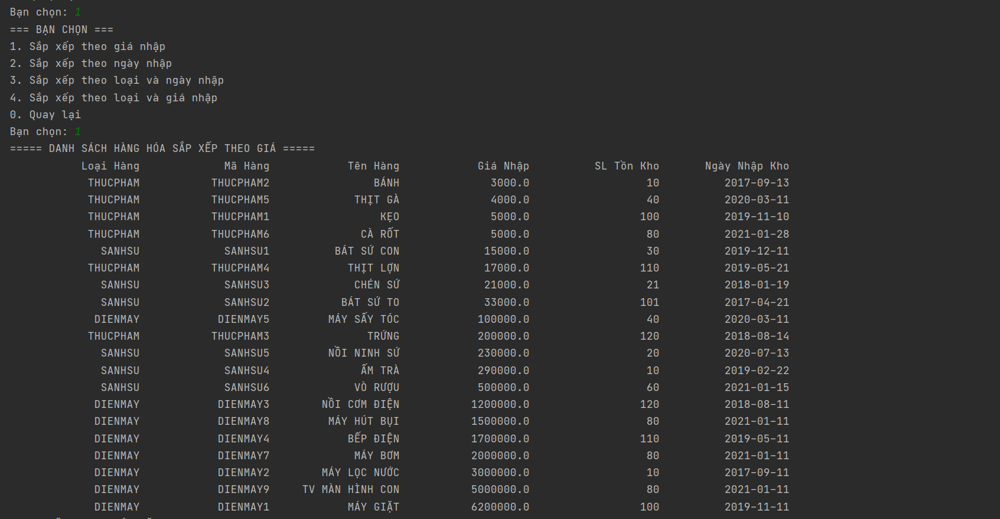 Bạn chọn: 1
=== BẠN CHỌN ===
1. Sắp xếp theo giá nhập
2. Sắp xếp theo ngày nhập
3. Sắp xếp theo loại và ngày nhập
4. Sắp xếp theo loại và giá nhập
0. Quay lại
Bạn chọn: 1
===== DANH SÁCH HÀNG HÓA SẮP XẾP THEO GIÁ =====
Loại Hàng Mã Hàng Tên Hàng Giá Nhập SL Tồn Kho Ngày Nhập Kho
THUCPHAM THUCPHAM2 BÁNH 3000.0 10 2017-09-13
THUCPHAM THUCPHAM5 THỊT GÀ 4000.0 40 2020-03-11
THUCPHAM THUCPHAM1 KẸO 5000.0 100 2019-11-10
THUCPHAM THUCPHAM6 CÀ RỐT 5000.0 80 2021-01-28
SANHSU SANHSU1 BÁT SỨ CON 15000.0 30 2019-12-11
THUCPHAM THUCPHAM4 THỊT LỢN 17000.0 110 2019-05-21
SANHSU SANHSU3 CHÉN SỨ 21000.0 21 2018-01-19
SANHSU SANHSU2 BÁT SỨ TO 33000.0 101 2017-04-21
DIENMAY DIENMAY5 MÁY SẤY TÓC 100000.0 40 2020-03-11
THUCPHAM THUCPHAM3 TRỨNG 200000.0 120 2018-08-14
SANHSU SANHSU5 NỒI NINH SỨ 230000.0 20 2020-07-13
SANHSU SANHSU4 ẤM TRÀ 290000.0 10 2019-02-22
SANHSU SANHSU6 VÒ RƯỢU 500000.0 60 2021-01-15
DIENMAY DIENMAY3 NỒI CƠM ĐIỆN 1200000.0 120 2018-08-11
DIENMAY DIENMAY8 MÁY HÚT BỤI 1500000.0 80 2021-01-11
DIENMAY DIENMAY4 BẾP ĐIỆN 1700000.0 110 2019-05-11
DIENMAY DIENMAY7 MÁY BƠM 2000000.0 80 2021-01-11
DIENMAY DIENMAY2 MÁY LỌC NƯỚC 3000000.0 10 2017-09-11
DIENMAY DIENMAY9 TV MÀN HÌNH CON 5000000.0 80 2021-01-11
DIENMAY DIENMAY1 MÁY GIẶT 6200000.0 100 2019-11-11